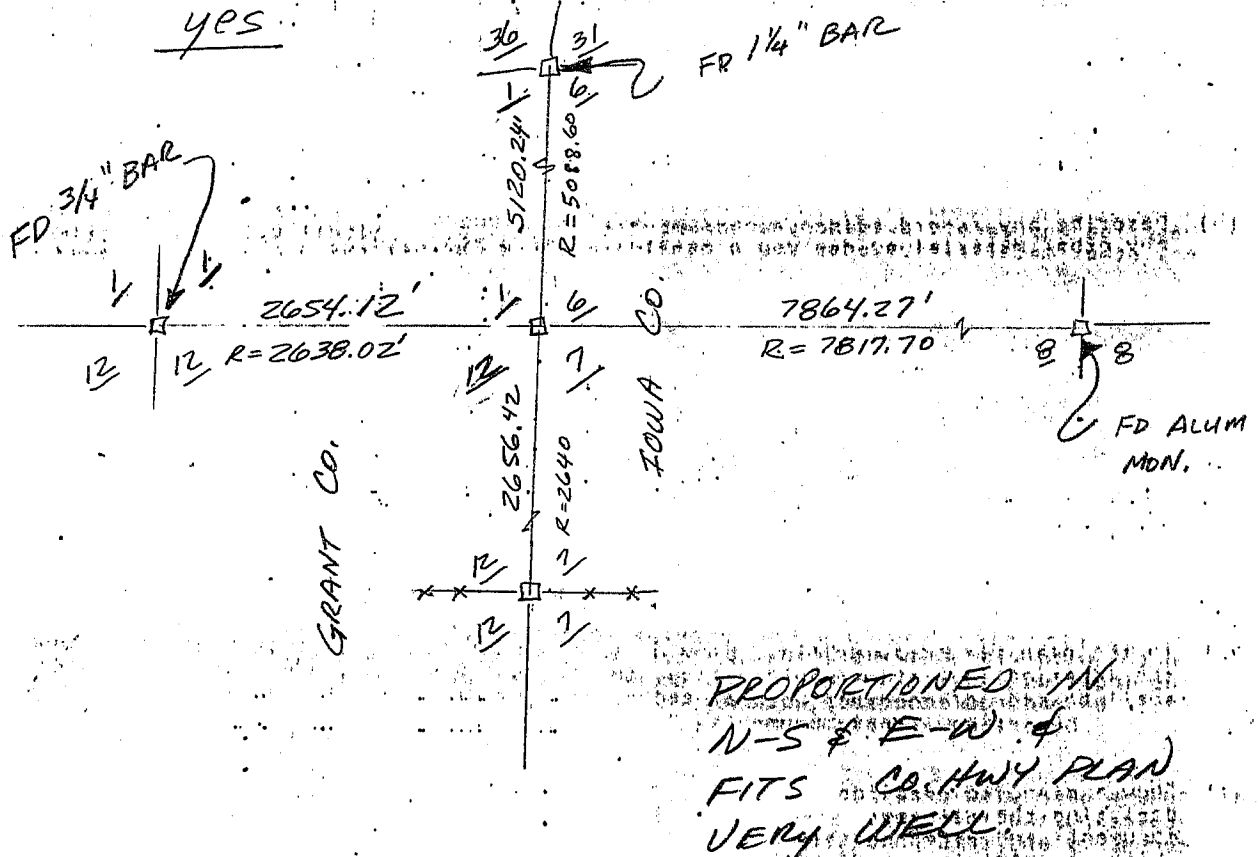 yes
36 31
FD 1¼" BAR
1 6
5120.24'
R=5088.60
FD 3/4" BAR
1 1
2654.12'
1 6
7864.27'
12 12
R=2638.02'
12 7
R=7817.70
8 8
FD ALUM
MON.
GRANT CO.
IOWA CO.
2656.42
R=2640
12 7
12 7
PROPORTIONED IN
N-S & E-W &
FITS CO. HWY PLAN
VERY WELL.